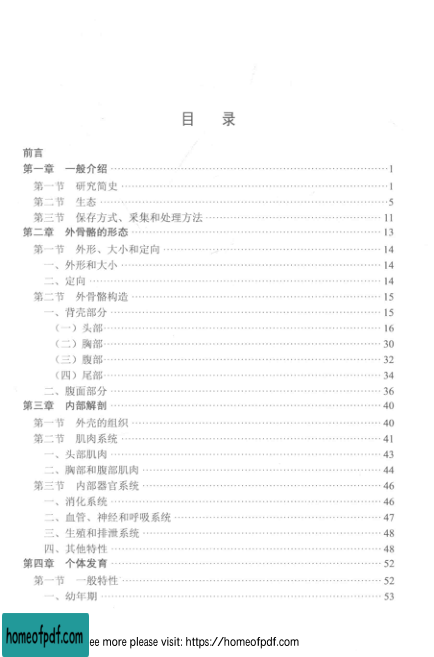 目 录
前言
第一章 一般介绍 1
第一节 研究简史 1
第二节 生态 5
第三节 保存方式、采集和处理方法 11
第二章 外骨骼的形态 13
第一节 外形、大小和定向 14
一、外形和大小 14
二、定向 14
第二节 外骨骼构造 15
一、背壳部分 15
（一）头部 16
（二）胸部 30
（三）腹部 32
（四）尾部 34
二、腹面部分 36
第三章 内部解剖 40
第一节 外壳的组织 40
第二节 肌肉系统 41
一、头部肌肉 43
二、胸部和腹部肌肉 44
第三节 内部器官系统 46
一、消化系统 46
二、血管、神经和呼吸系统 47
三、生殖和排泄系统 48
四、其他特性 48
第四章 个体发育 52
第一节 一般特性 52
一、幼年期 53
homeofpdf.com
ee more please visit: https://homeofpdf.com